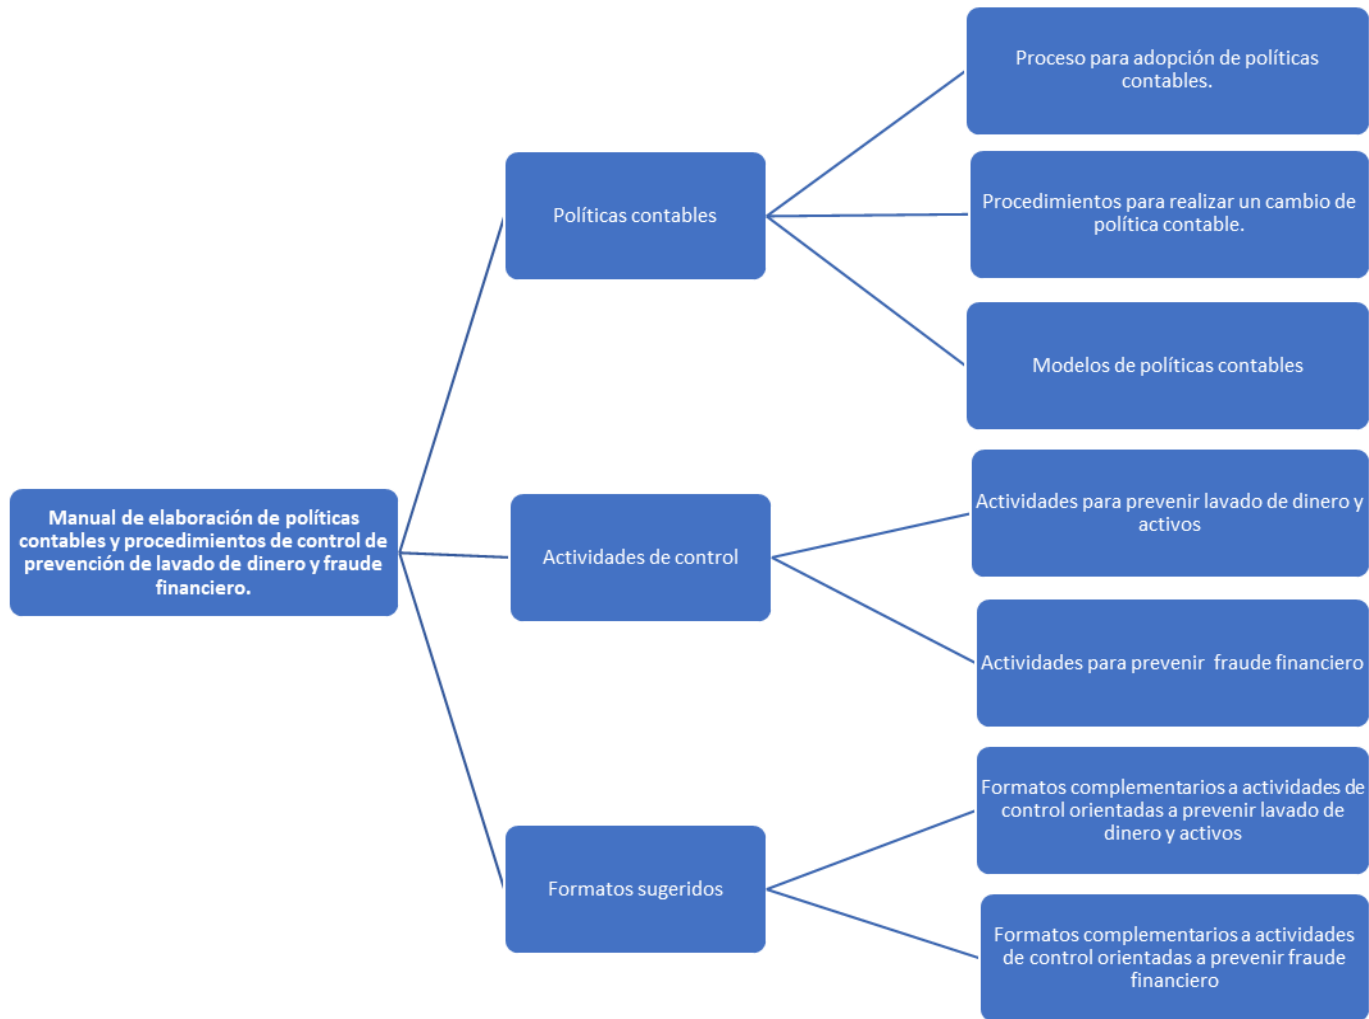 Manual de elaboración de políticas
contables y procedimientos de control de
prevención de lavado de dinero y fraude
financiero.
Políticas contables
Proceso para adopción de políticas
contables.
Procedimientos para realizar un cambio de
política contable.
Modelos de políticas contables
Actividades de control
Actividades para prevenir lavado de dinero y
activos
Actividades para prevenir  fraude financiero
Formatos sugeridos
Formatos complementarios a actividades de
control orientadas a prevenir lavado de
dinero y activos
Formatos complementarios a actividades
de control orientadas a prevenir fraude
financiero